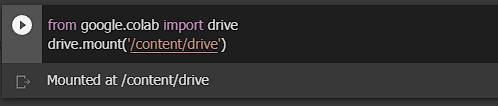 from google.colab import drive
drive.mount('/content/drive')
Mounted at /content/drive